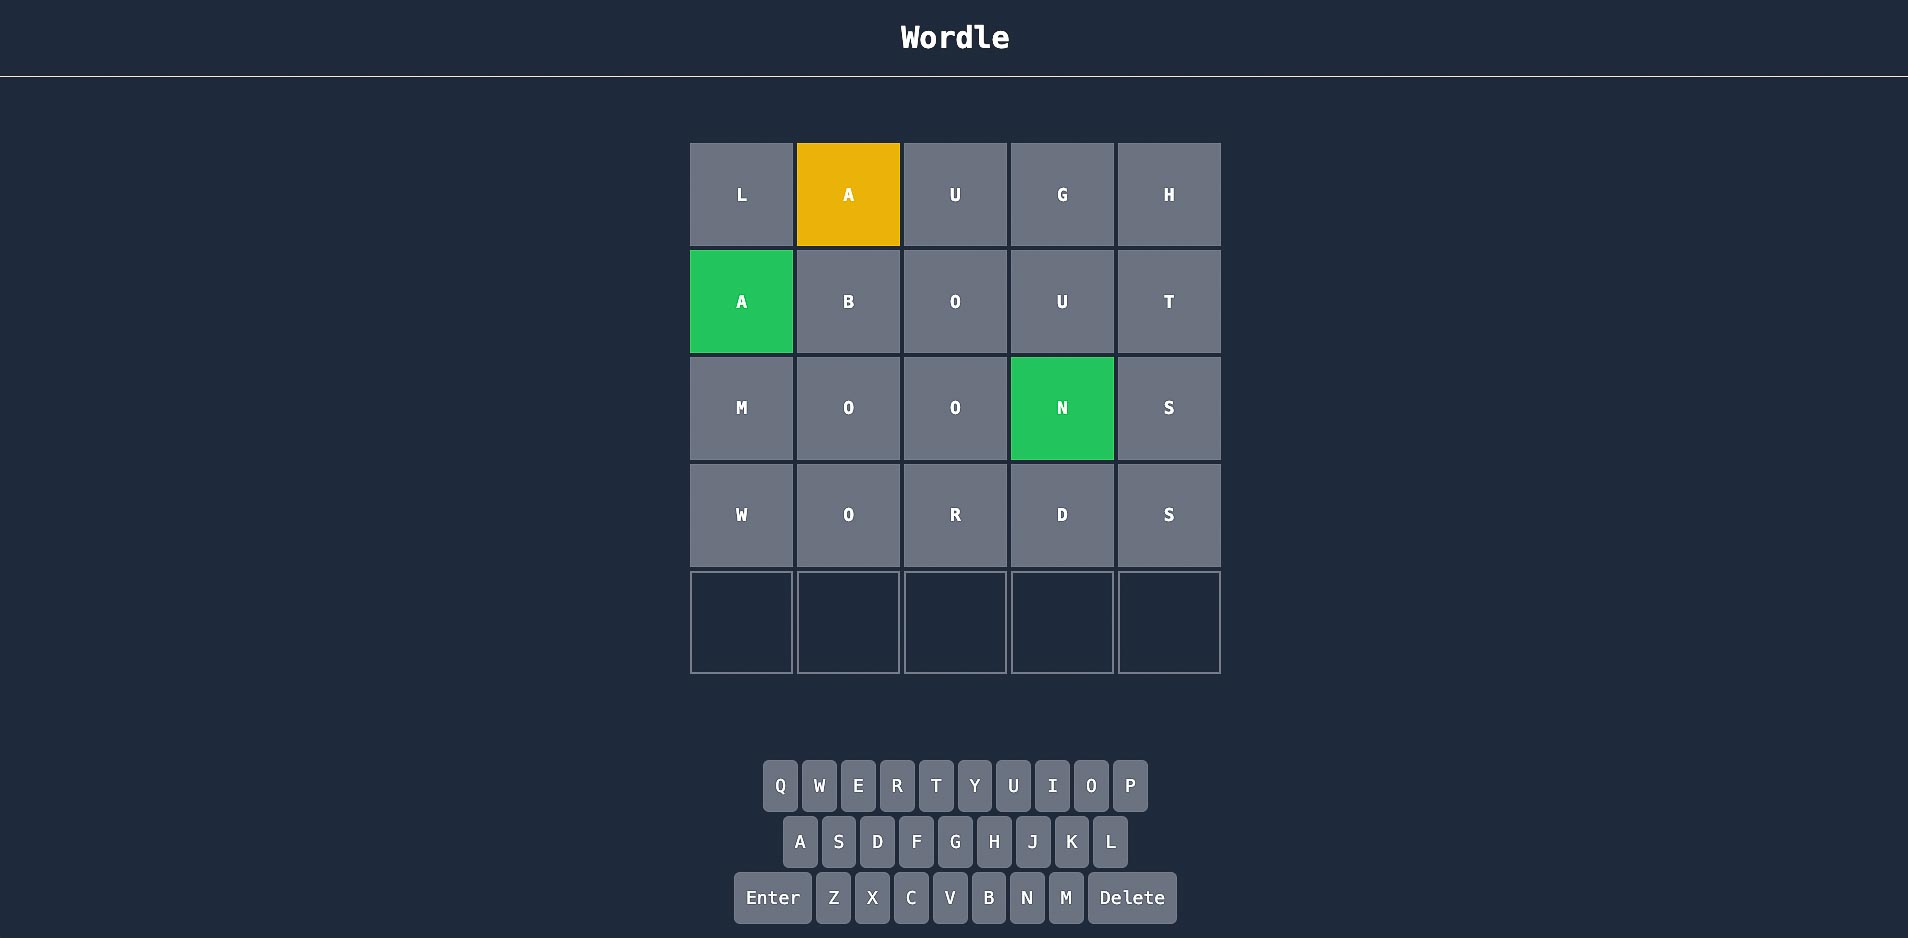 Wordle
L A U G H
A B O U T
M O O N S
W O R D S
Q W E R T Y U I O P
A S D F G H J K L
Enter Z X C V B N M Delete